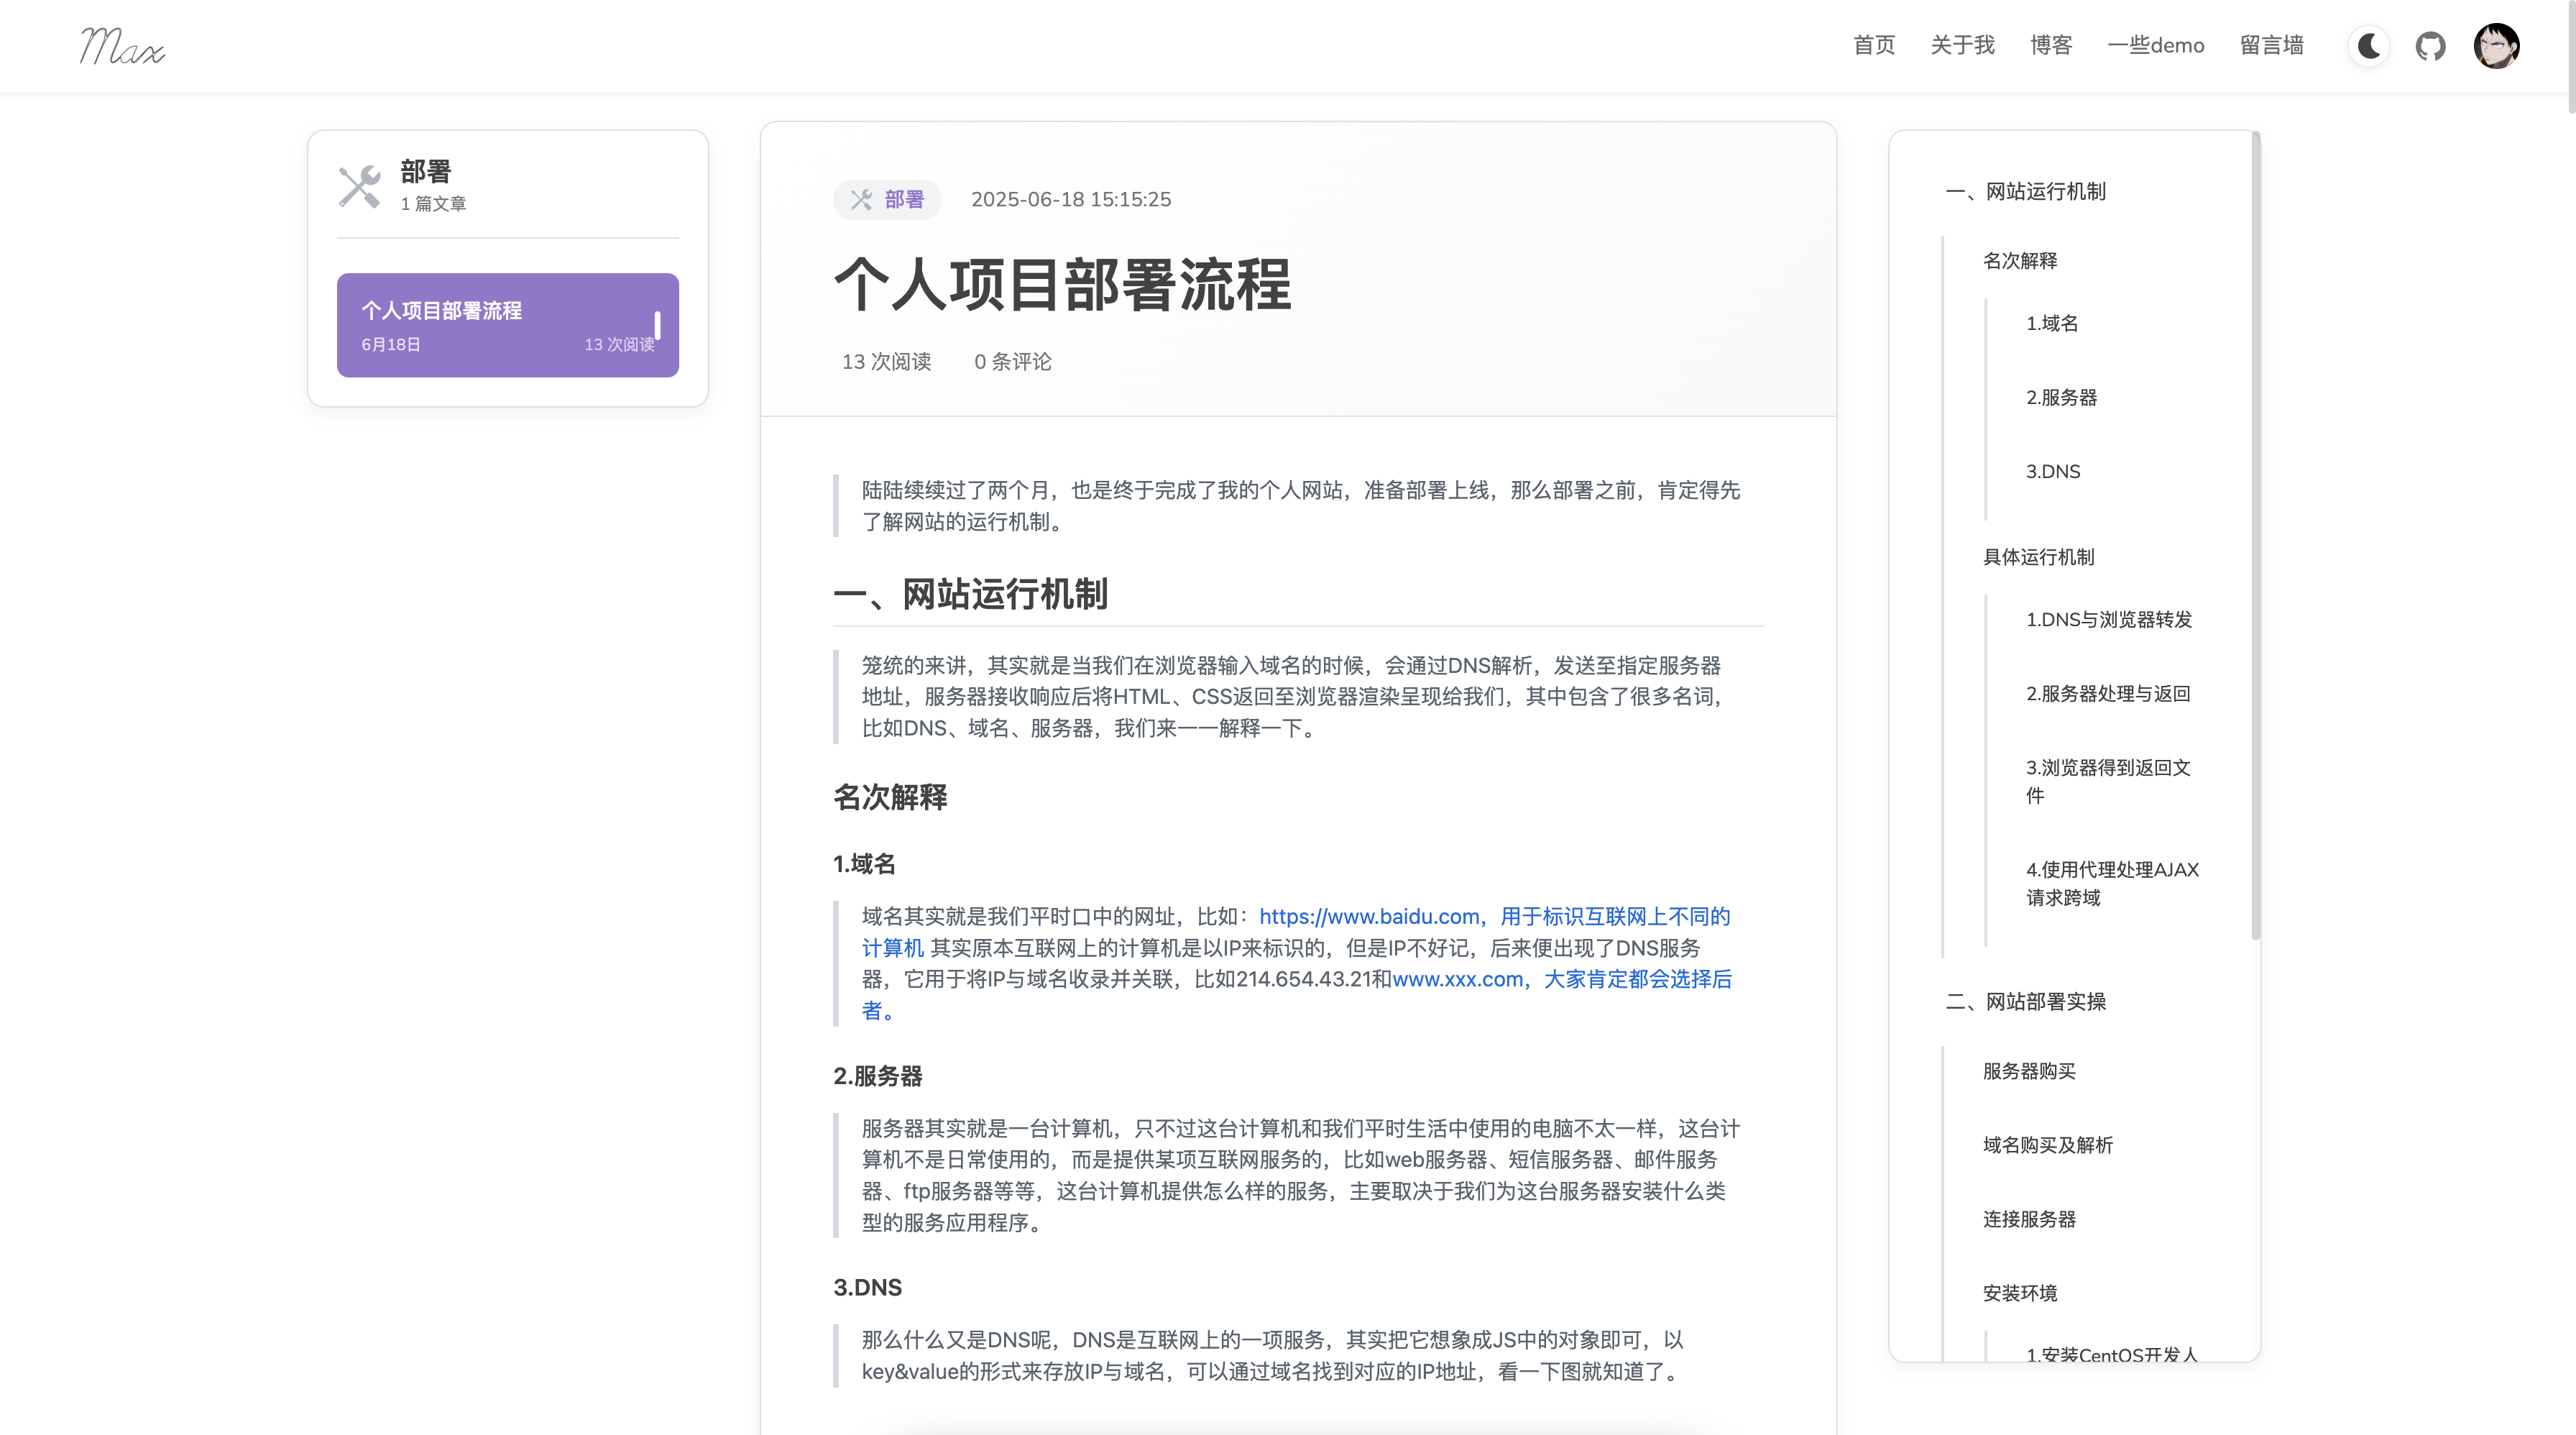 Max
首页 关于我 博客 一些demo 留言墙
部署
1 篇文章
个人项目部署流程
6月18日 13 次阅读
部署 2025-06-18 15:15:25
个人项目部署流程
13 次阅读 0 条评论
陆陆续续过了两个月，也是终于完成了我的个人网站，准备部署上线，那么部署之前，肯定得先
了解网站的运行机制。
一、网站运行机制
笼统的来讲，其实就是当我们在浏览器输入域名的时候，会通过DNS解析，发送至指定服务器
地址，服务器接收响应后将HTML、CSS返回至浏览器渲染呈现给我们，其中包含了很多名词，
比如DNS、域名、服务器，我们来一一解释一下。
名次解释
1.域名
域名其实就是我们平时口中的网址，比如：https://www.baidu.com，用于标识互联网上不同的
计算机 其实原本互联网上的计算机是以IP来标识的，但是IP不好记，后来便出现了DNS服务
器，它用于将IP与域名收录并关联，比如214.654.43.21和www.xxx.com，大家肯定都会选择后
者。
2.服务器
服务器其实就是一台计算机，只不过这台计算机和我们平时生活中使用的电脑不太一样，这台计
算机不是日常使用的，而是提供某项互联网服务的，比如web服务器、短信服务器、邮件服务
器、ftp服务器等等，这台计算机提供怎么样的服务，主要取决于我们为这台服务器安装什么类
型的服务应用程序。
3.DNS
那么什么又是DNS呢，DNS是互联网上的一项服务，其实把它想象成JS中的对象即可，以
key&value的形式来存放IP与域名，可以通过域名找到对应的IP地址，看一下图就知道了。
一、网站运行机制
名次解释
1.域名
2.服务器
3.DNS
具体运行机制
1.DNS与浏览器转发
2.服务器处理与返回
3.浏览器得到返回文
件
4.使用代理处理AJAX
请求跨域
二、网站部署实操
服务器购买
域名购买及解析
连接服务器
安装环境
1.安装CentOS开发人